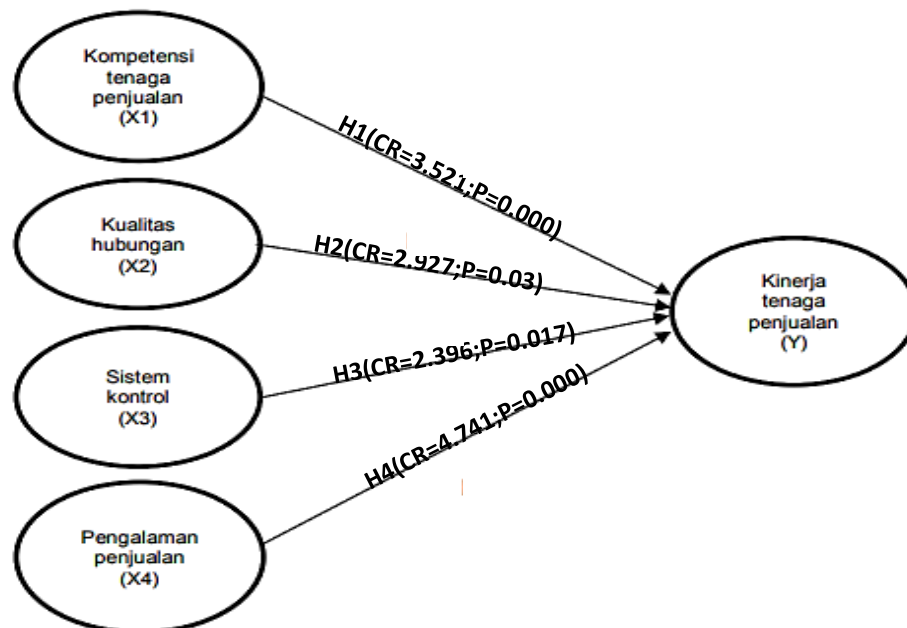 Kompetensi
tenaga
penjualan
(X1)
H1(CR=3.521;P=0.000)
Kualitas
hubungan
(X2)
H2(CR=2.927;P=0.03)
Kinerja
tenaga
penjualan
(Y)
Sistem
kontrol
(X3)
H3(CR=2.396;P=0.017)
H4(CR=4.741;P=0.000)
Pengalaman
penjualan
(X4)